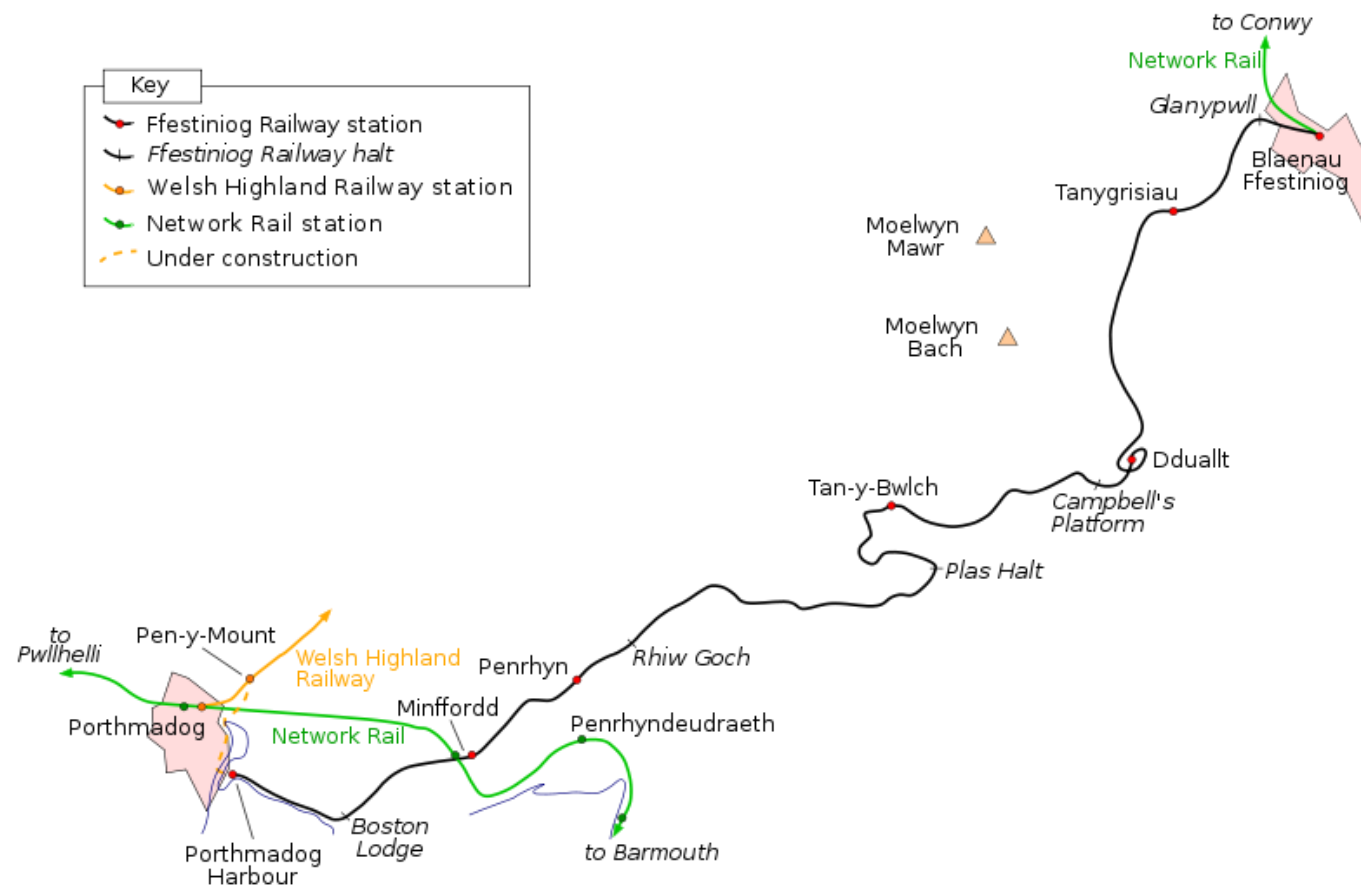 to Conwy
Network Rail
Glanypwll
Blaenau
Ffestiniog
Key
Ffestiniog Railway station
Ffestiniog Railway halt
Welsh Highland Railway station
Network Rail station
Under construction
Tanygrisiau
Moelwyn
Mawr
Moelwyn
Bach
Dduallt
Campbell's
Platform
Tan-y-Bwlch
Plas Halt
Rhiw Goch
Penrhyn
Minffordd
Penrhyndeudraeth
to
Pwllhelli
Pen-y-Mount
Welsh Highland
Railway
Porthmadog
Network Rail
Boston
Lodge
Porthmadog
Harbour
to Barmouth